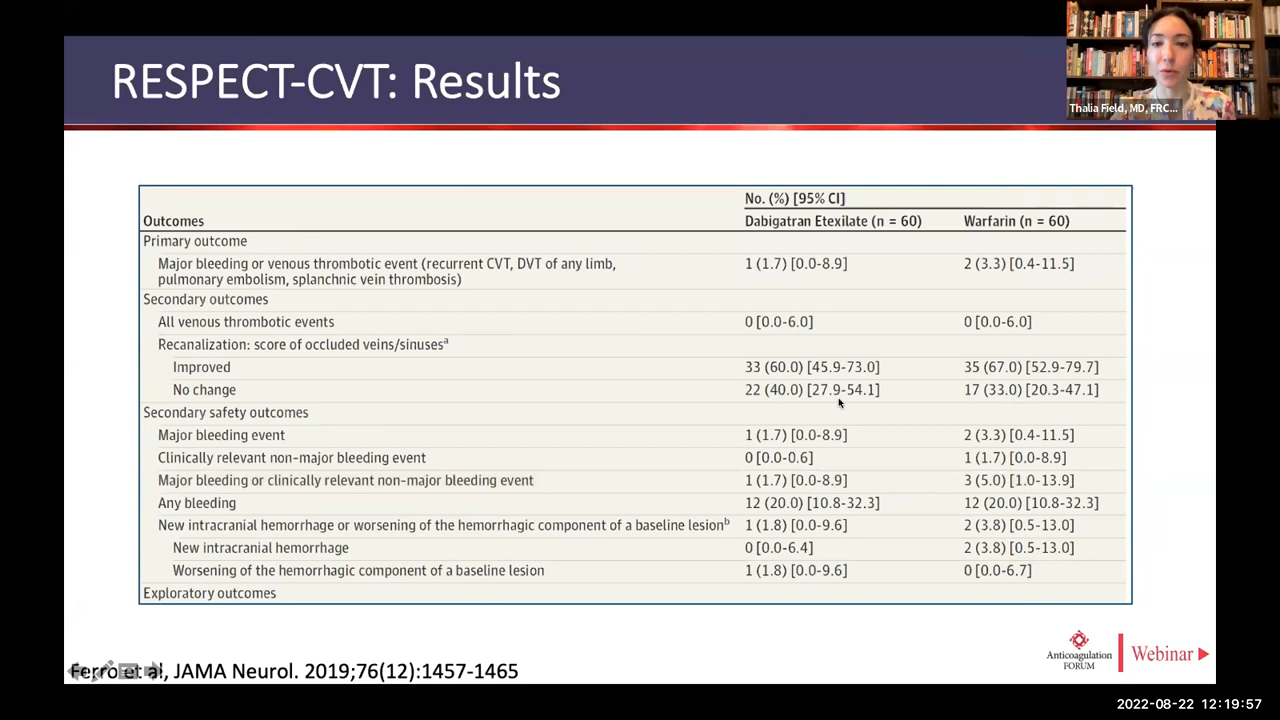 RESPECT-CVT: Results
Thalia Field, MD, FRC...
No. (%) [95% CI]
Outcomes Dabigatran Etexilate (n = 60) Warfarin (n = 60)
Primary outcome
Major bleeding or venous thrombotic event (recurrent CVT, DVT of any limb, 1 (1.7) [0.0-8.9] 2 (3.3) [0.4-11.5]
pulmonary embolism, splanchnic vein thrombosis)
Secondary outcomes
All venous thrombotic events 0 [0.0-6.0] 0 [0.0-6.0]
Recanalization: score of occluded veins/sinusesa
Improved 33 (60.0) [45.9-73.0] 35 (67.0) [52.9-79.7]
No change 22 (40.0) [27.9-54.1] 17 (33.0) [20.3-47.1]
Secondary safety outcomes
Major bleeding event 1 (1.7) [0.0-8.9] 2 (3.3) [0.4-11.5]
Clinically relevant non-major bleeding event 0 [0.0-0.6] 1 (1.7) [0.0-8.9]
Major bleeding or clinically relevant non-major bleeding event 1 (1.7) [0.0-8.9] 3 (5.0) [1.0-13.9]
Any bleeding 12 (20.0) [10.8-32.3] 12 (20.0) [10.8-32.3]
New intracranial hemorrhage or worsening of the hemorrhagic component of a baseline lesionb 1 (1.8) [0.0-9.6] 2 (3.8) [0.5-13.0]
New intracranial hemorrhage 0 [0.0-6.4] 2 (3.8) [0.5-13.0]
Worsening of the hemorrhagic component of a baseline lesion 1 (1.8) [0.0-9.6] 0 [0.0-6.7]
Exploratory outcomes
Ferro et al, JAMA Neurol. 2019;76(12):1457-1465
Anticoagulation
FORUM
Webinar
2022-08-22 12:19:57